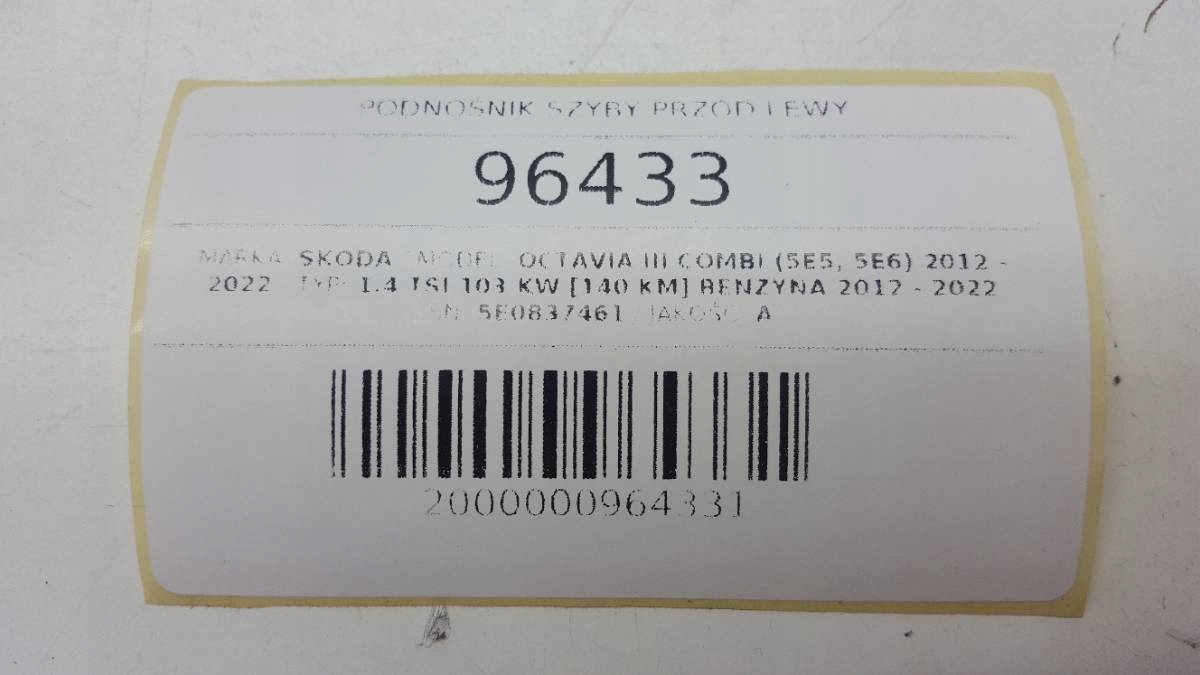 PODNOŚNIK SZYBY PRZÓD LEWY
96433
MARKA: SKODA MODEL: OCTAVIA III COMBI (5E5, 5E6) 2012 -
2022 TYP: 1.4 TSI 103 KW [140 KM] BENZYNA 2012 - 2022
SN: 5E0837461 / JAKOŚĆ: A
2000000964331